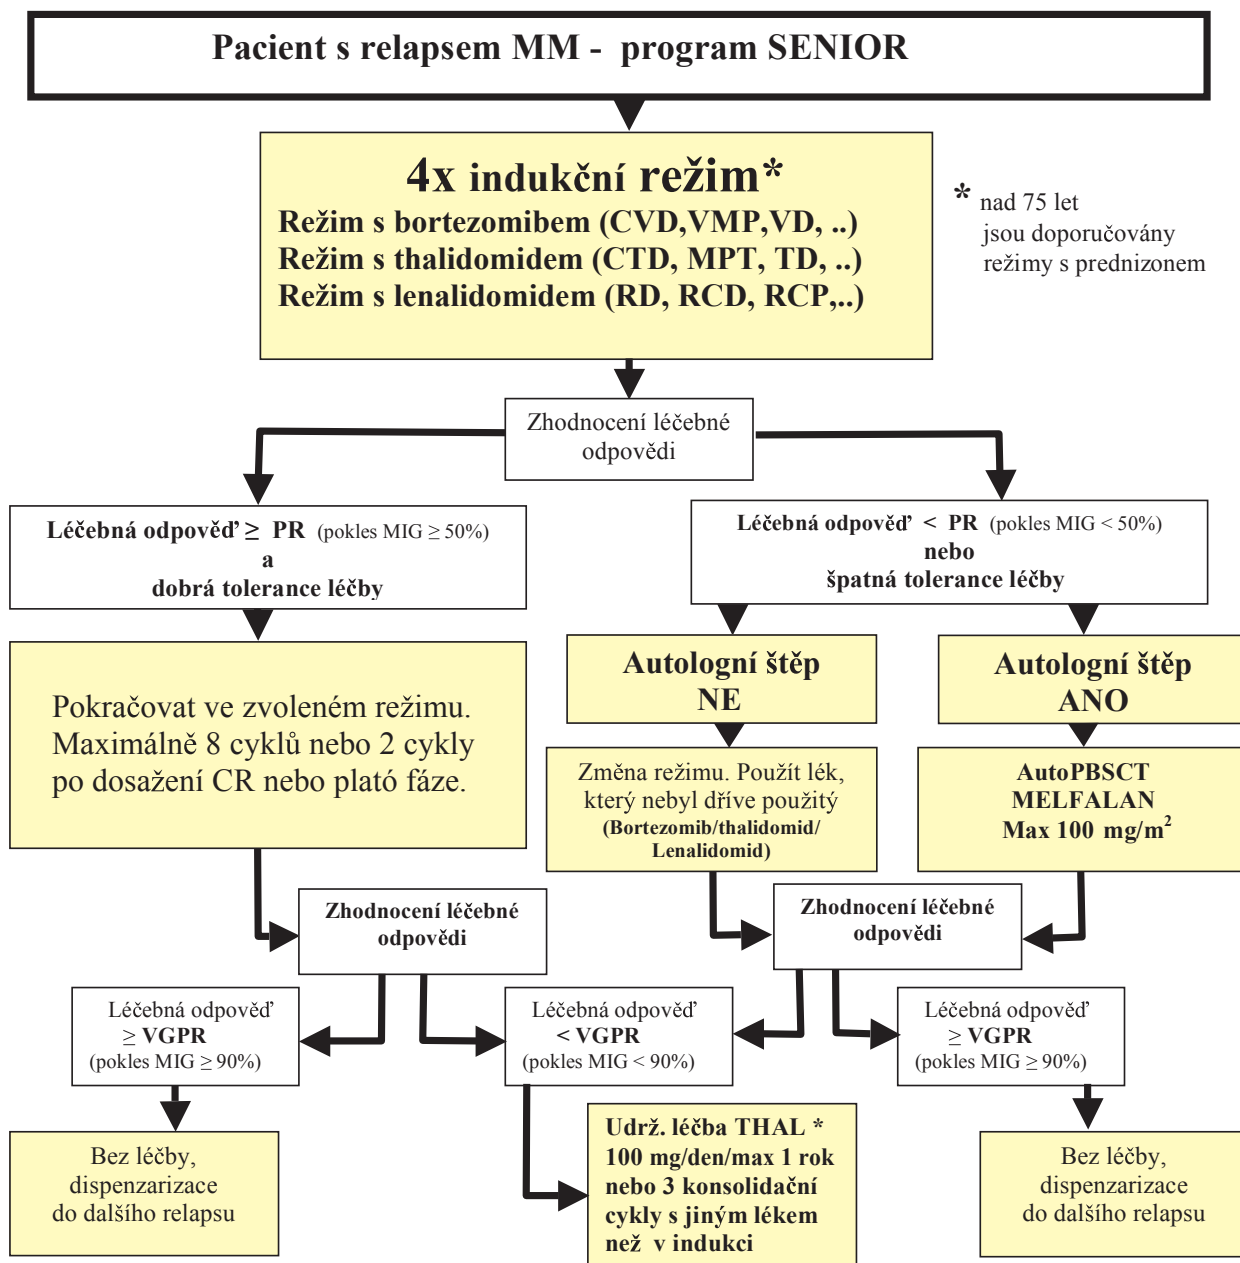 Pacient s relapsem MM - program SENIOR
4x indukční režim*
Režim s bortezomibem (CVD,VMP,VD, ..)
Režim s thalidomidem (CTD, MPT, TD, ..)
Režim s lenalidomidem (RD, RCD, RCP,..)
* nad 75 let
jsou doporučovány
režimy s prednizonem
Zhodnocení léčebné
odpovědi
Léčebná odpověď ≥ PR (pokles MIG ≥ 50%)
a
dobrá tolerance léčby
Léčebná odpověď < PR (pokles MIG < 50%)
nebo
špatná tolerance léčby
Pokračovat ve zvoleném režimu.
Maximálně 8 cyklů nebo 2 cykly
po dosažení CR nebo plató fáze.
Autologní štěp
NE
Autologní štěp
ANO
Změna režimu. Použít lék,
který nebyl dříve použitý
(Bortezomib/thalidomid/
Lenalidomid)
AutoPBSCT
MELFALAN
Max 100 mg/m²
Zhodnocení léčebné
odpovědi
Zhodnocení léčebné
odpovědi
Léčebná odpověď
≥ VGPR
(pokles MIG ≥ 90%)
Léčebná odpověď
< VGPR
(pokles MIG < 90%)
Léčebná odpověď
≥ VGPR
(pokles MIG ≥ 90%)
Bez léčby,
dispenzarizace
do dalšího relapsu
Udrž. léčba THAL *
100 mg/den/max 1 rok
nebo 3 konsolidační
cykly s jiným lékem
než v indukci
Bez léčby,
dispenzarizace
do dalšího relapsu